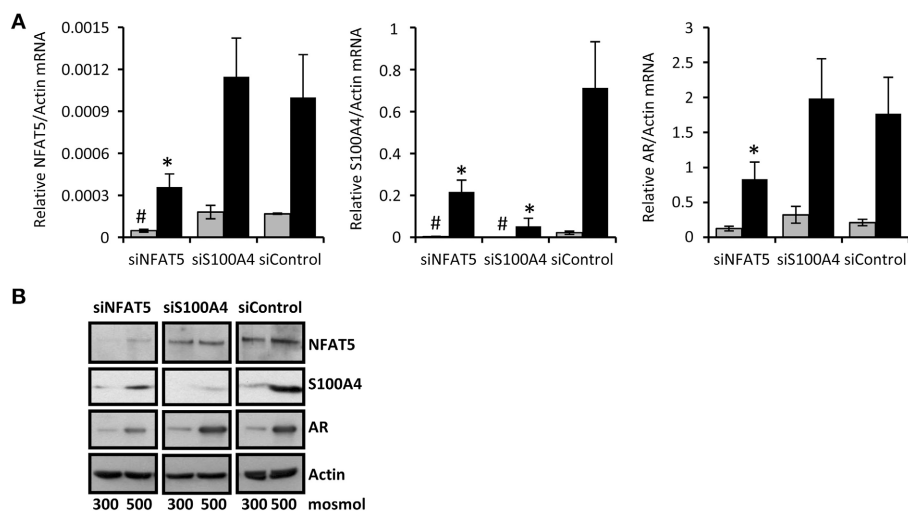 A
Relative NFAT5/Actin mRNA
0.0015
0.0012
0.0009
0.0006
0.0003
0
#
*
siNFAT5 siS100A4 siControl
Relative S100A4/Actin mRNA
1
0.8
0.6
0.4
0.2
0
#
*
#
*
siNFAT5 siS100A4 siControl
Relative AR/Actin mRNA
3
2.5
2
1.5
1
0.5
0
*
siNFAT5 siS100A4 siControl
B
siNFAT5 siS100A4 siControl
NFAT5
S100A4
AR
Actin
300 500 300 500 300 500 mosmol